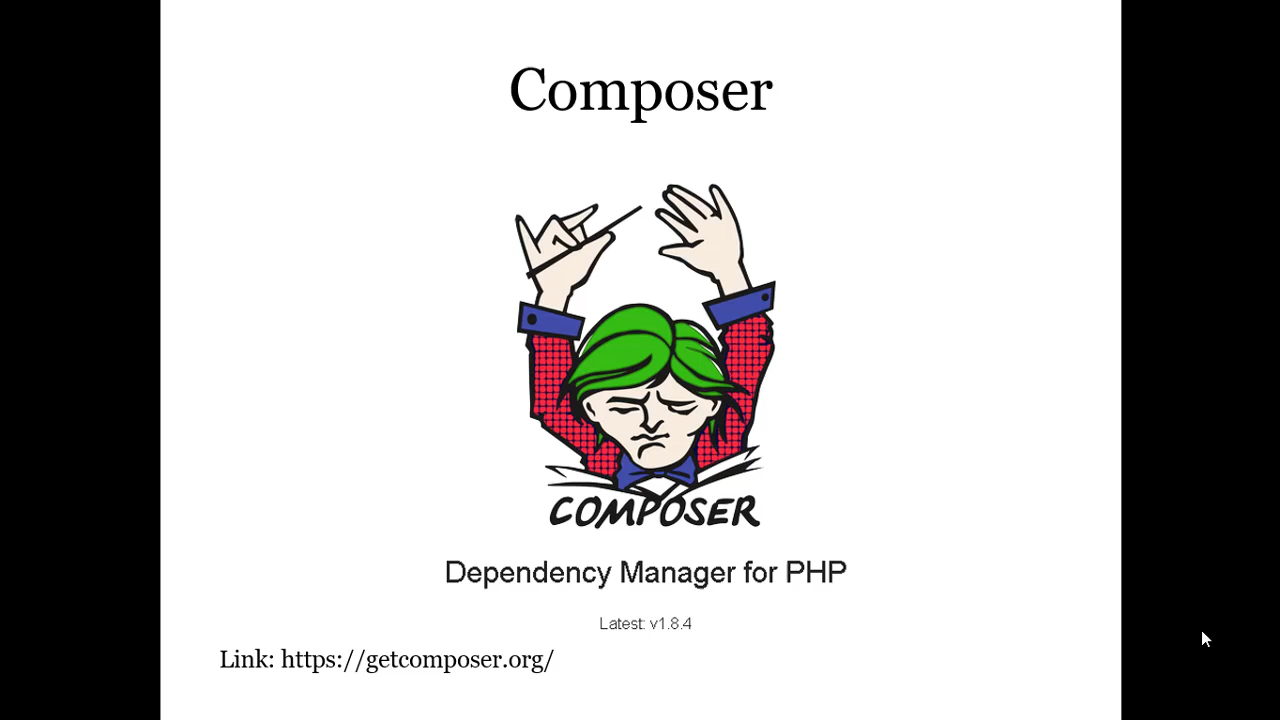 Composer
COMPOSER
Dependency Manager for PHP
Latest: v1.8.4
Link: https://getcomposer.org/